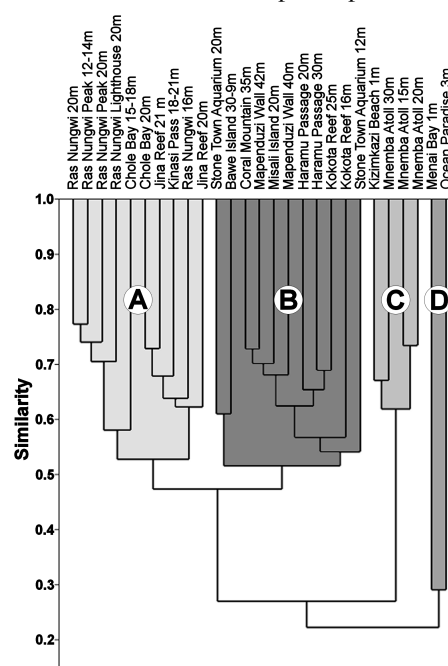 Ras Nungwi 20m
Ras Nungwi Peak 12-14m
Ras Nungwi Peak 20m
Ras Nungwi Lighthouse 20m
Chole Bay 15-18m
Chole Bay 20m
Jina Reef 21 m
Kinasi Pass 18-21m
Ras Nungwi 16m
Jina Reef 20m
Stone Town Aquarium 20m
Bawe Island 30-9m
Coral Mountain 35m
Mapenduzi Wall 42m
Misali Island 20m
Mapenduzi Wall 40m
Haramu Passage 20m
Haramu Passage 30m
Kokota Reef 25m
Kokota Reef 16m
Stone Town Aquarium 12m
Kizimkazi Beach 1m
Mnemba Atoll 30m
Mnemba Atoll 15m
Mnemba Atoll 20m
Menai Bay 1m
Ocean Paradise 3m
1.0
0.9
0.8
0.7
0.6
0.5
0.4
0.3
0.2
Similarity
A
B
C
D